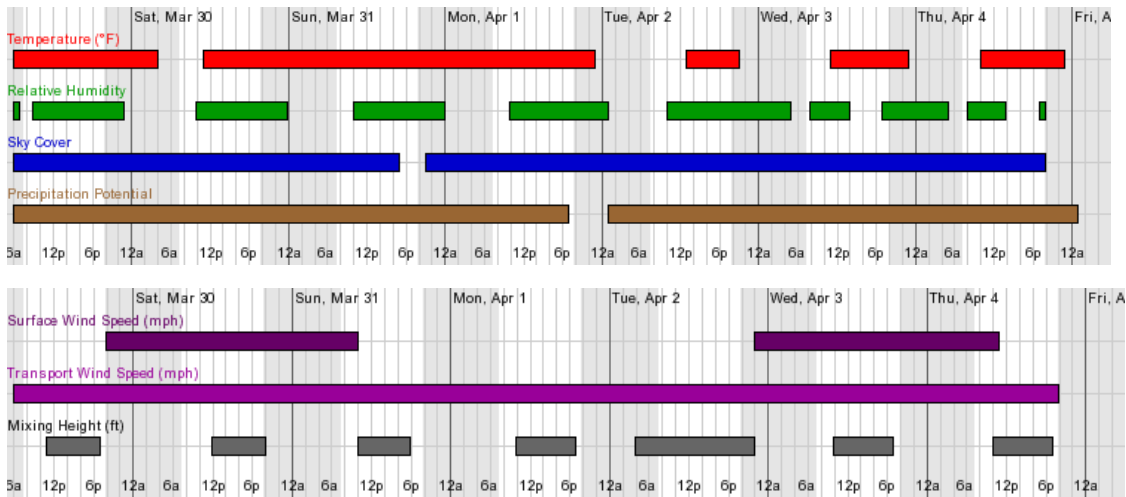 Sat, Mar 30 Sun, Mar 31 Mon, Apr 1 Tue, Apr 2 Wed, Apr 3 Thu, Apr 4 Fri, A
Temperature (°F)
Relative Humidity
Sky Cover
Precipitation Potential
6a 12p 6p 12a 6a 12p 6p 12a 6a 12p 6p 12a 6a 12p 6p 12a 6a 12p 6p 12a 6a 12p 6p 12a 6a 12p 6p 12a
Sat, Mar 30 Sun, Mar 31 Mon, Apr 1 Tue, Apr 2 Wed, Apr 3 Thu, Apr 4 Fri, A
Surface Wind Speed (mph)
Transport Wind Speed (mph)
Mixing Height (ft)
6a 12p 6p 12a 6a 12p 6p 12a 6a 12p 6p 12a 6a 12p 6p 12a 6a 12p 6p 12a 6a 12p 6p 12a 6a 12p 6p 12a